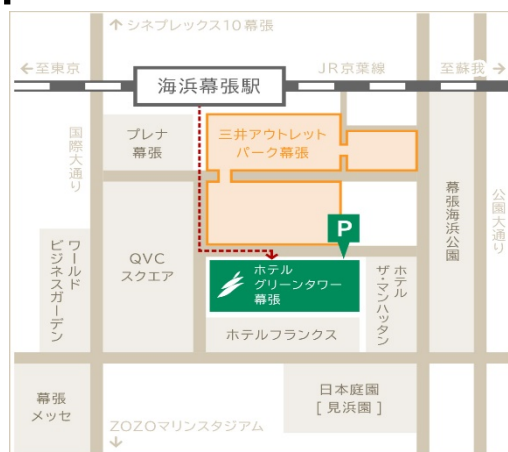 ↑シネプレックス10幕張
←至東京
JR京葉線
至蘇我→
海浜幕張駅
国際大通り
プレナ
幕張
三井アウトレット
パーク幕張
幕張海浜公園
公園大通り
P
ワールド
ビジネスガーデン
QVC
スクエア
ホテル
グリーンタワー
幕張
ホテル
ザ・マンハッタン
ホテルフランクス
幕張
メッセ
日本庭園
[見浜園]
ZOZOマリンスタジアム
↓